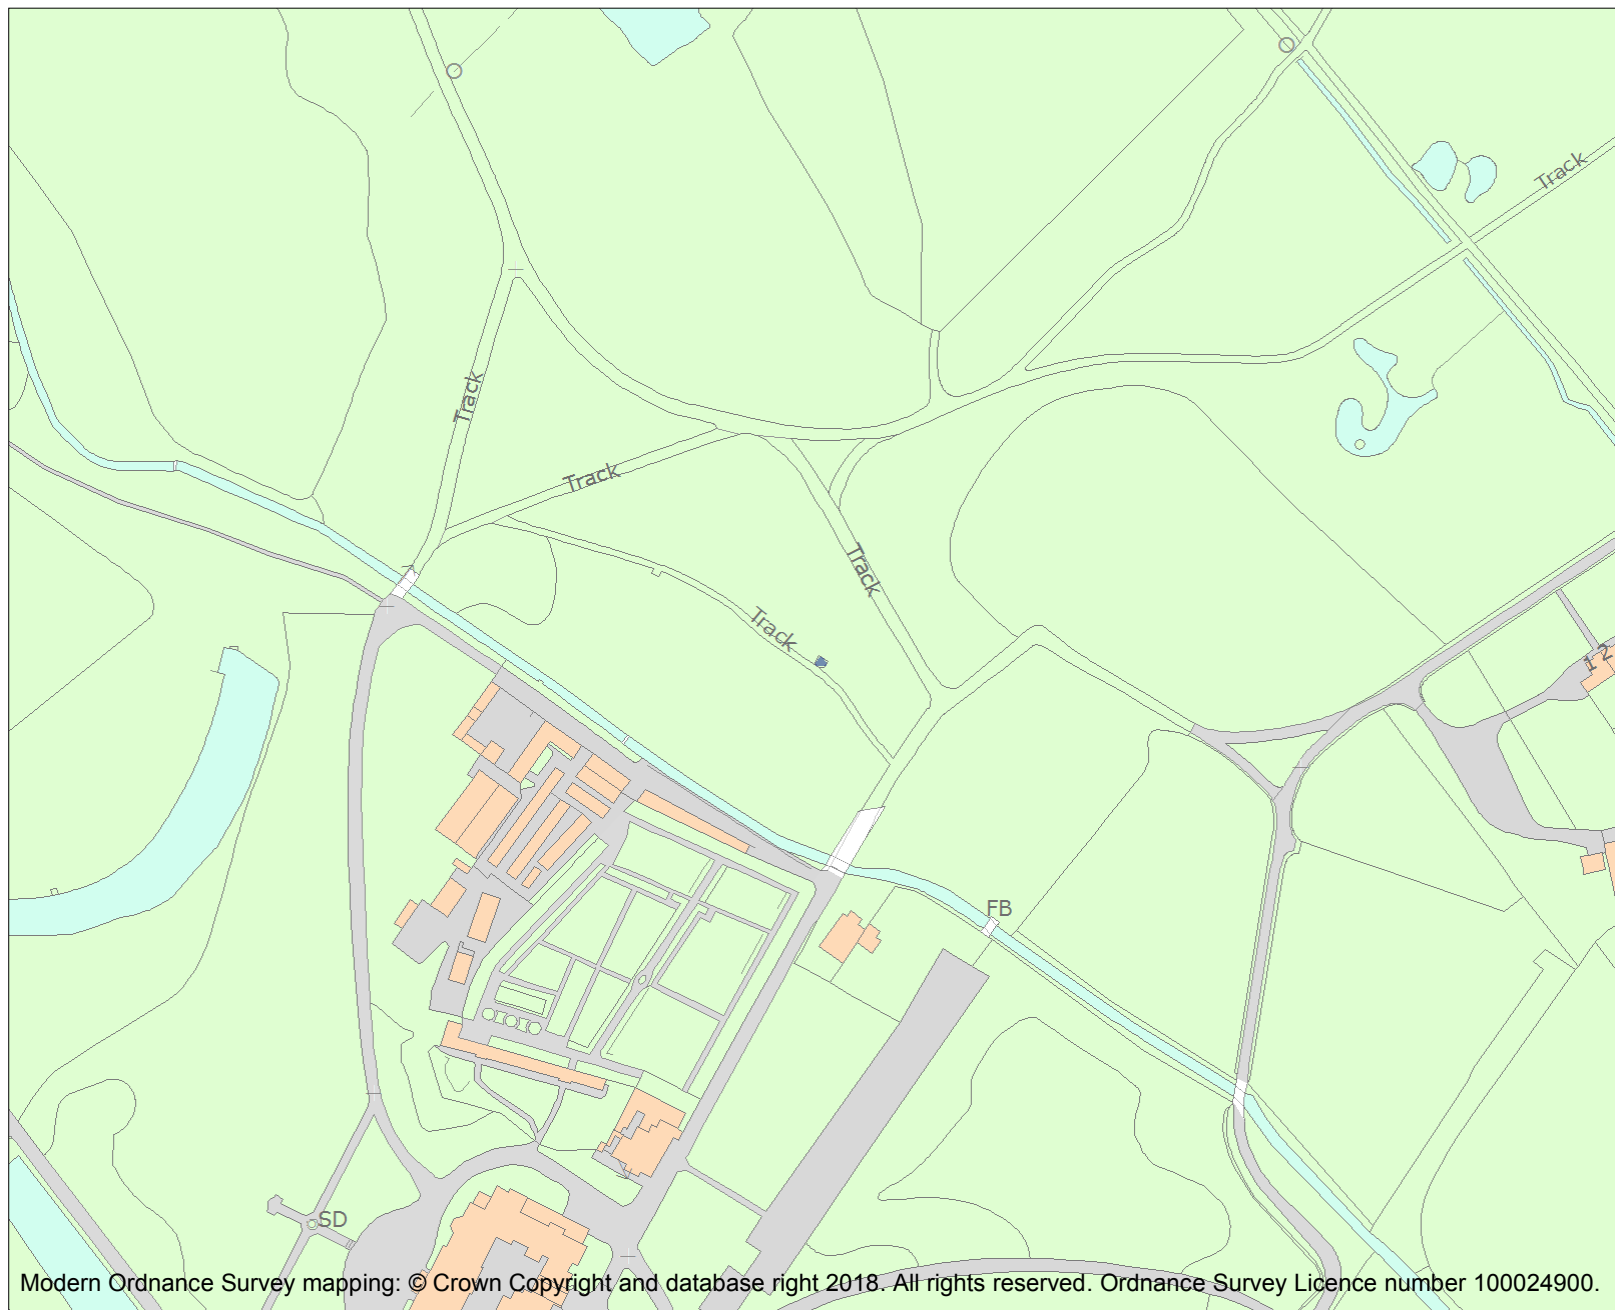 Track
Track
Track
Track
Track
1 2
FB
SD
Modern Ordnance Survey mapping: © Crown Copyright and database right 2018. All rights reserved. Ordnance Survey Licence number 100024900.